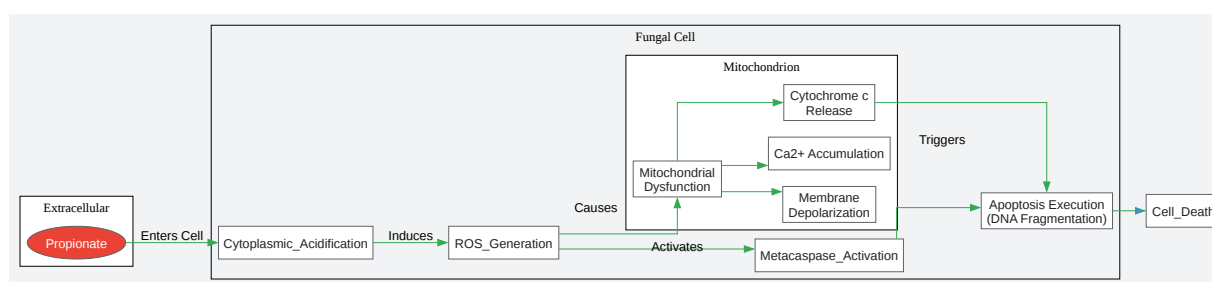 Fungal Cell
Mitochondrion
Cytochrome c
Release
Triggers
Ca2+ Accumulation
Mitochondrial
Dysfunction
Membrane
Depolarization
Causes
Extracellular
Propionate
Enters Cell
Cytoplasmic_Acidification
Induces
ROS_Generation
Activates
Metacaspase_Activation
Apoptosis Execution
(DNA Fragmentation)
Cell_Death